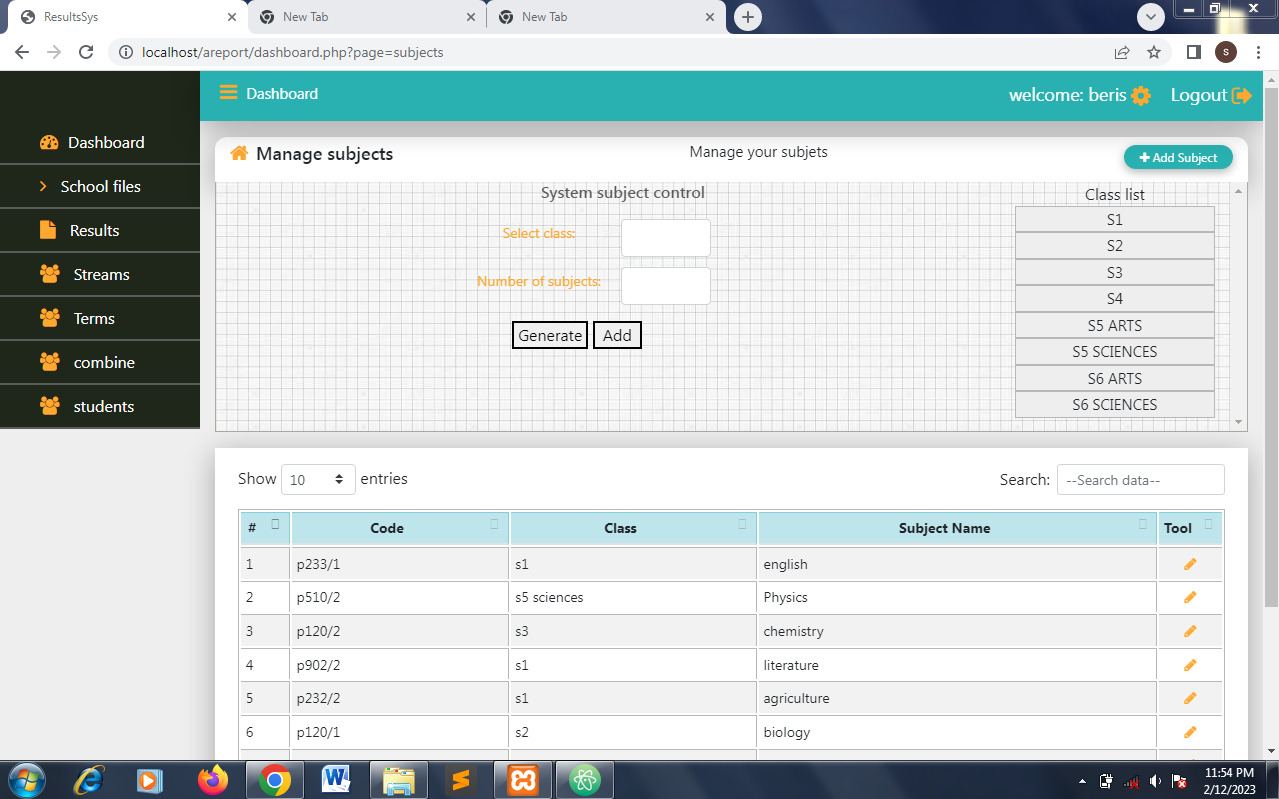 ResultsSys
New Tab
New Tab
localhost/areport/dashboard.php?page=subjects
S
Dashboard
welcome: beris
Logout
Dashboard
School files
Results
Streams
Terms
combine
students
Manage subjects
Manage your subjets
Add Subject
System subject control
Select class:
Number of subjects:
Generate
Add
Class list
S1
S2
S3
S4
S5 ARTS
S5 SCIENCES
S6 ARTS
S6 SCIENCES
Show 10 entries
Search: --Search data--
# Code Class Subject Name Tool
1 p233/1 s1 english
2 p510/2 s5 sciences Physics
3 p120/2 s3 chemistry
4 p902/2 s1 literature
5 p232/2 s1 agriculture
6 p120/1 s2 biology
11:54 PM
2/12/2023